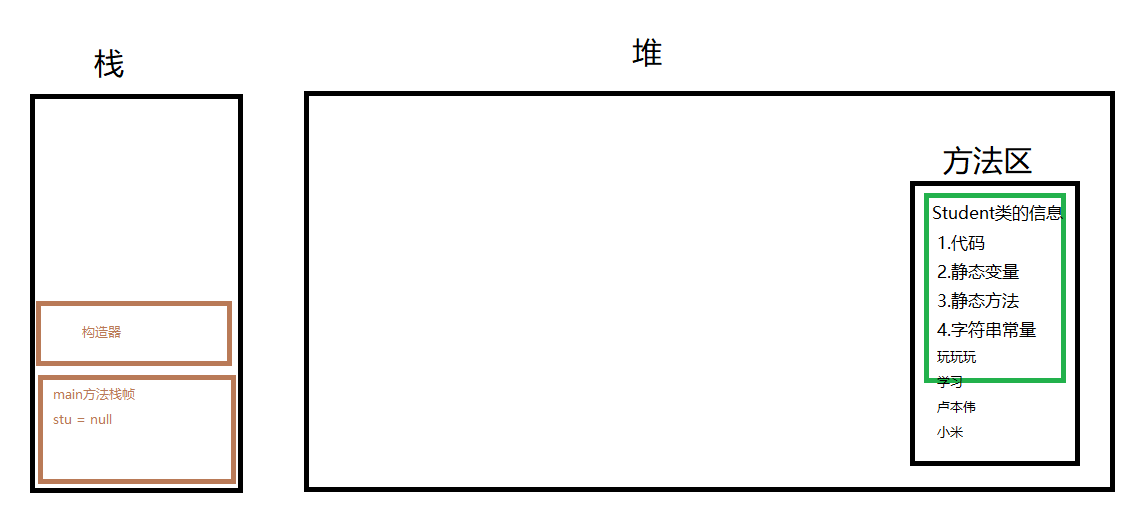 栈
构造器
main方法栈帧
stu = null
堆
方法区
Student类的信息
1.代码
2.静态变量
3.静态方法
4.字符串常量
玩玩玩
学习
卢本伟
小米